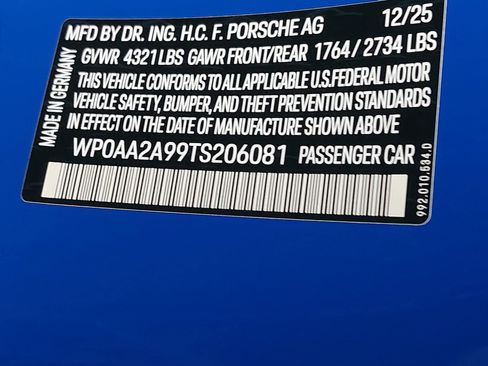 MFD BY DR. ING. H.C. F. PORSCHE AG 12/25
GVWR 4321 LBS GAWR FRONT/REAR 1764 / 2734 LBS
THIS VEHICLE CONFORMS TO ALL APPLICABLE U.S.FEDERAL MOTOR
VEHICLE SAFETY, BUMPER, AND THEFT PREVENTION STANDARDS
IN EFFECT ON THE DATE OF MANUFACTURE SHOWN ABOVE
WP0AA2A99TS206081 PASSENGER CAR
MADE IN GERMANY
992.010.534.D